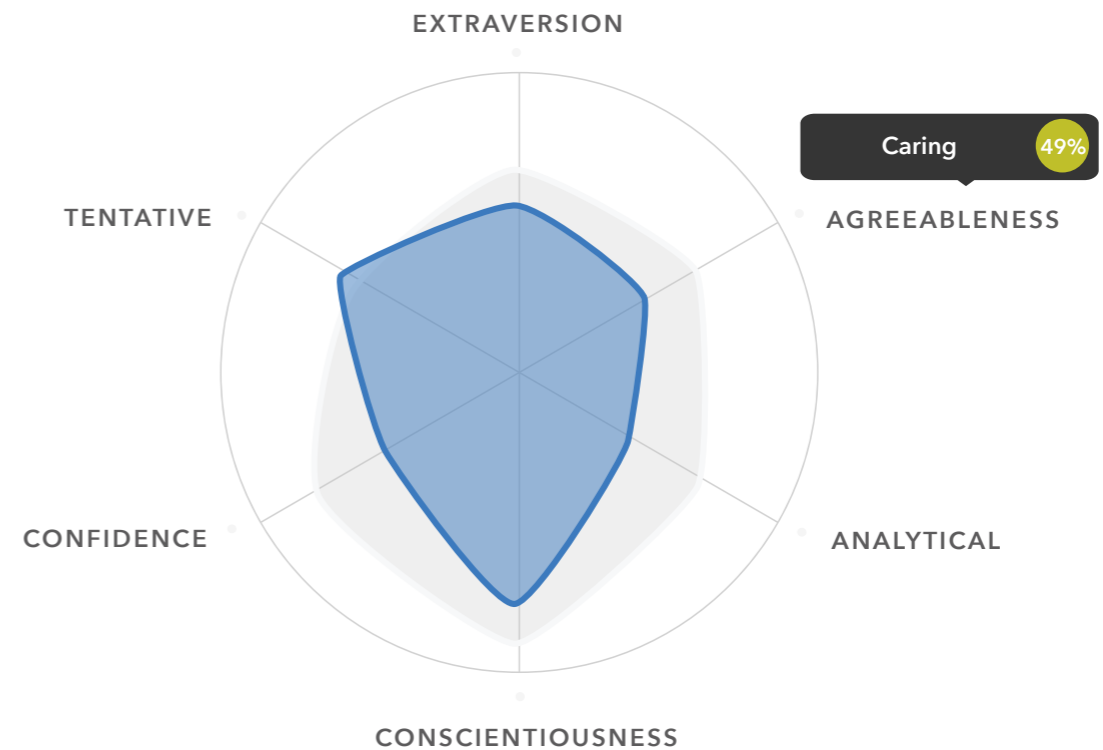 EXTRAVERSION
Caring 49%
TENTATIVE
AGREEABLENESS
CONFIDENCE
ANALYTICAL
CONSCIENTIOUSNESS